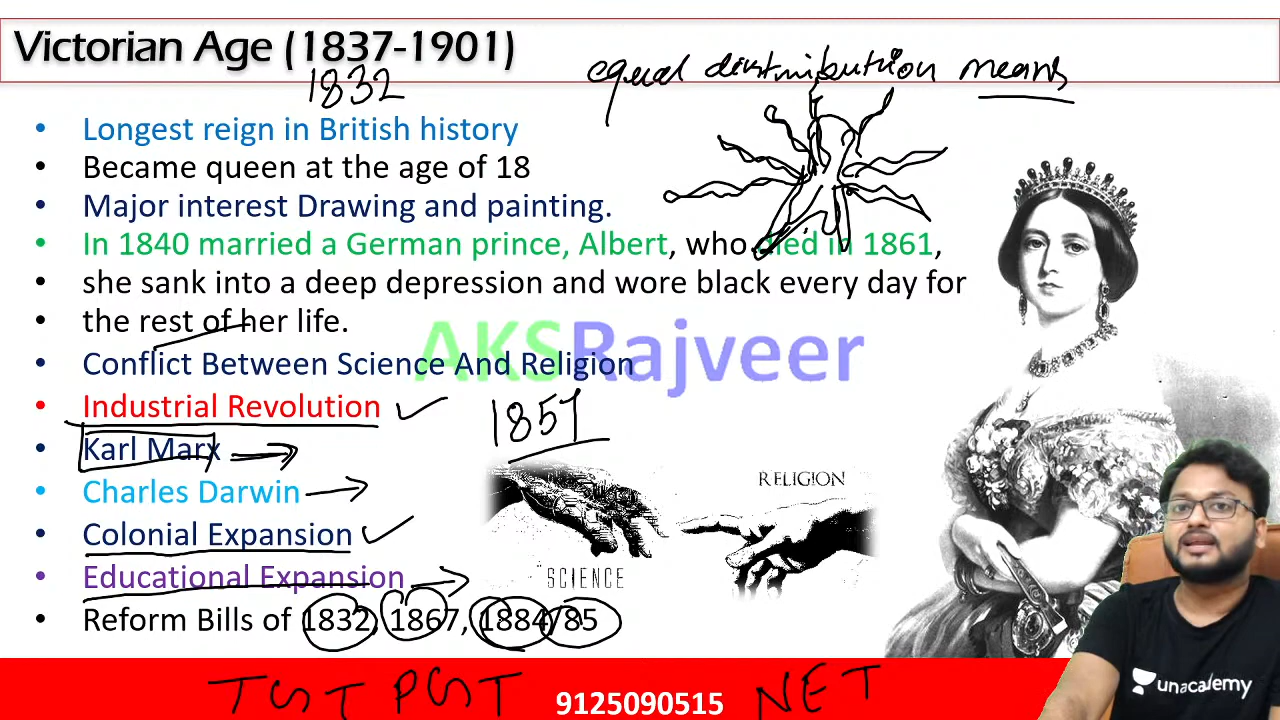 Victorian Age (1837-1901)
equal distribution means
1832
• Longest reign in British history
• Became queen at the age of 18
• Major interest Drawing and painting.
• In 1840 married a German prince, Albert, who died in 1861,
• she sank into a deep depression and wore black every day for
• the rest of her life.
AKSRajveer
• Conflict Between Science And Religion
• Industrial Revolution
1851
• Karl Marx
RELIGION
• Charles Darwin
• Colonial Expansion
• Educational Expansion
SCIENCE
• Reform Bills of 1832, 1867, 1884/85
unacademy
TGT PGT 9125090515 NET